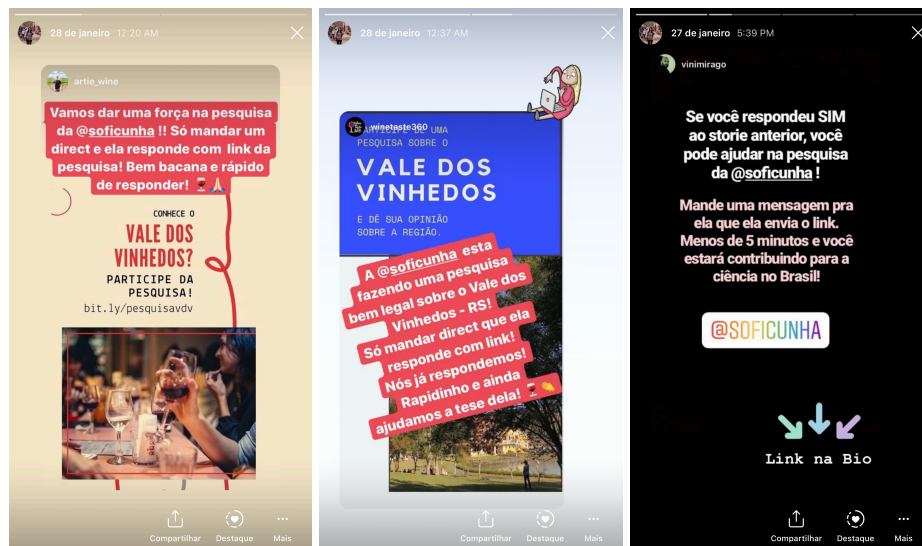 28 de janeiro 12:20 AM
artie_wine
Vamos dar uma força na pesquisa
da @soficunha !! Só mandar um
direct e ela responde com link da
pesquisa! Bem bacana e rápido
de responder! 🍷🙏
CONHECE O
VALE DOS
VINHEDOS?
PARTICIPE DA
PESQUISA!
bit.ly/pesquisavdv
Compartilhar
Destaque
Mais
28 de janeiro 12:37 AM
winetaste360
PARTICIPE DE UMA
PESQUISA SOBRE O
VALE DOS
VINHEDOS
E DÊ SUA OPINIÃO
SOBRE A REGIÃO.
A @soficunha esta
fazendo uma pesquisa
bem legal sobre o Vale dos
Vinhedos - RS!
Só mandar direct que ela
responde com link!
Nós já respondemos!
Rapidinho e ainda
ajudamos a tese dela! 🍷👏
Compartilhar
Destaque
Mais
27 de janeiro 5:39 PM
vinimirago
Se você respondeu SIM
ao storie anterior, você
pode ajudar na pesquisa
da @soficunha !
Mande uma mensagem pra
ela que ela envia o link.
Menos de 5 minutos e você
estará contribuindo para a
ciência no Brasil!
@SOFICUNHA
Link na Bio
Compartilhar
Destaque
Mais